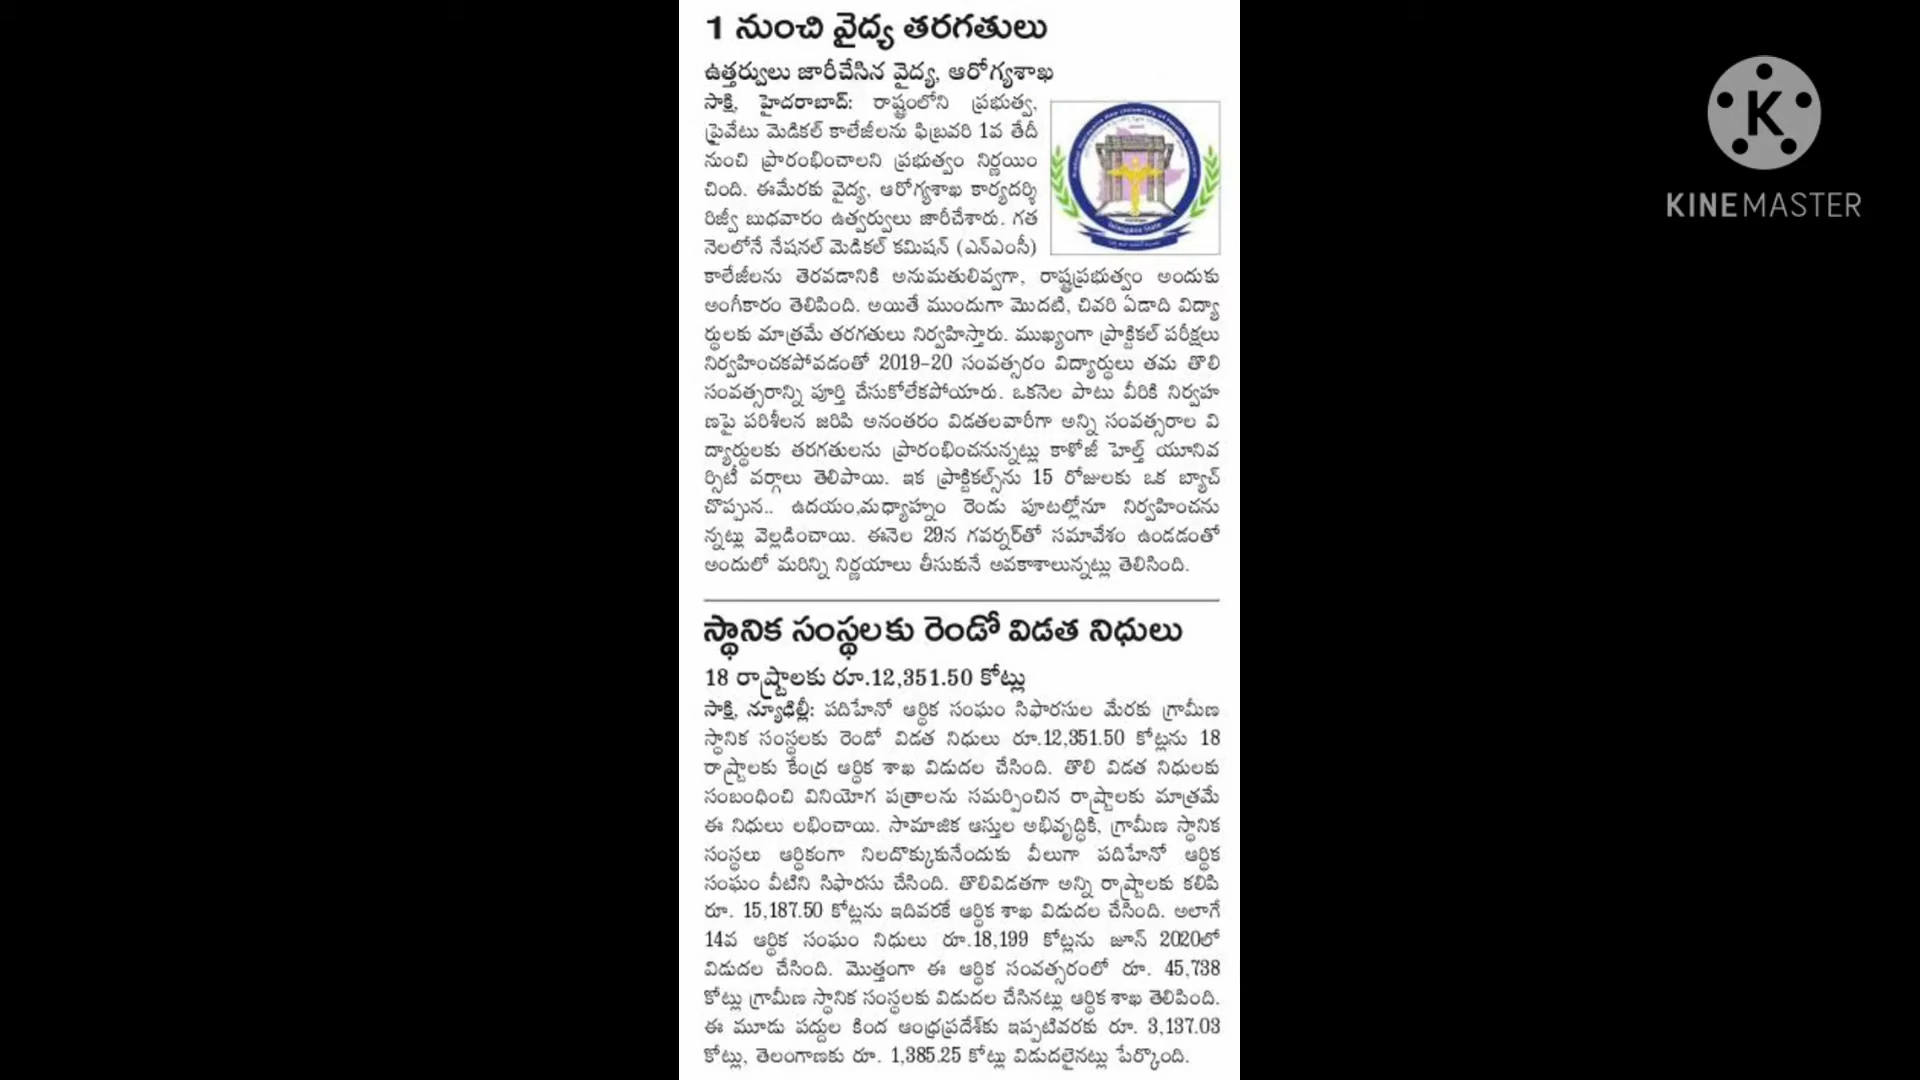 1 నుంచి వైద్య తరగతులు
ఉత్తర్వులు జారీచేసిన వైద్య, ఆరోగ్యశాఖ
సాక్షి, హైదరాబాద్: రాష్ట్రంలోని ప్రభుత్వ,
ప్రైవేటు మెడికల్ కాలేజీలను ఫిబ్రవరి 1వ తేదీ
నుంచి ప్రారంభించాలని ప్రభుత్వం నిర్ణయిం
చింది. ఈమేరకు వైద్య, ఆరోగ్యశాఖ కార్యదర్శి
రిజ్వీ బుధవారం ఉత్వర్వులు జారీచేశారు. గత
నెలలోనే నేషనల్ మెడికల్ కమిషన్ (ఎన్ఎంసీ)
కాలేజీలను తెరవడానికి అనుమతులివ్వగా, రాష్ట్రప్రభుత్వం అందుకు
అంగీకారం తెలిపింది. అయితే ముందుగా మొదటి, చివరి ఏడాది విద్యా
ర్థులకు మాత్రమే తరగతులు నిర్వహిస్తారు. ముఖ్యంగా ప్రాక్టికల్ పరీక్షలు
నిర్వహించకపోవడంతో 2019–20 సంవత్సరం విద్యార్థులు తమ తొలి
సంవత్సరాన్ని పూర్తి చేసుకోలేకపోయారు. ఒకనెల పాటు వీరికి నిర్వహ
ణపై పరిశీలన జరిపి అనంతరం విడతలవారీగా అన్ని సంవత్సరాల వి
ద్యార్థులకు తరగతులను ప్రారంభించనున్నట్లు కాళోజీ హెల్త్ యూనివ
ర్సిటీ వర్గాలు తెలిపాయి. ఇక ప్రాక్టికల్స్‌ను 15 రోజులకు ఒక బ్యాచ్
చొప్పున.. ఉదయం,మధ్యాహ్నం రెండు పూటల్లోనూ నిర్వహించను
న్నట్లు వెల్లడించాయి. ఈనెల 29న గవర్నర్‌తో సమావేశం ఉండడంతో
అందులో మరిన్ని నిర్ణయాలు తీసుకునే అవకాశాలున్నట్లు తెలిసింది.
స్థానిక సంస్థలకు రెండో విడత నిధులు
18 రాష్ట్రాలకు రూ.12,351.50 కోట్లు
సాక్షి, న్యూఢిల్లీ: పదిహేనో ఆర్థిక సంఘం సిఫారసుల మేరకు గ్రామీణ
స్థానిక సంస్థలకు రెండో విడత నిధులు రూ.12,351.50 కోట్లను 18
రాష్ట్రాలకు కేంద్ర ఆర్థిక శాఖ విడుదల చేసింది. తొలి విడత నిధులకు
సంబంధించి వినియోగ పత్రాలను సమర్పించిన రాష్ట్రాలకు మాత్రమే
ఈ నిధులు లభించాయి. సామాజిక ఆస్తుల అభివృద్ధికి, గ్రామీణ స్థానిక
సంస్థలు ఆర్థికంగా నిలదొక్కుకునేందుకు వీలుగా పదిహేనో ఆర్థిక
సంఘం వీటిని సిఫారసు చేసింది. తొలివిడతగా అన్ని రాష్ట్రాలకు కలిపి
రూ. 15,187.50 కోట్లను ఇదివరకే ఆర్థిక శాఖ విడుదల చేసింది. అలాగే
14వ ఆర్థిక సంఘం నిధులు రూ.18,199 కోట్లను జూన్ 2020లో
విడుదల చేసింది. మొత్తంగా ఈ ఆర్థిక సంవత్సరంలో రూ. 45,738
కోట్లు గ్రామీణ స్థానిక సంస్థలకు విడుదల చేసినట్లు ఆర్థిక శాఖ తెలిపింది.
ఈ మూడు పద్దుల కింద ఆంధ్రప్రదేశ్‌కు ఇప్పటివరకు రూ. 3,137.03
కోట్లు, తెలంగాణకు రూ. 1,385.25 కోట్లు విడుదలైనట్లు పేర్కొంది.
K
KINEMASTER